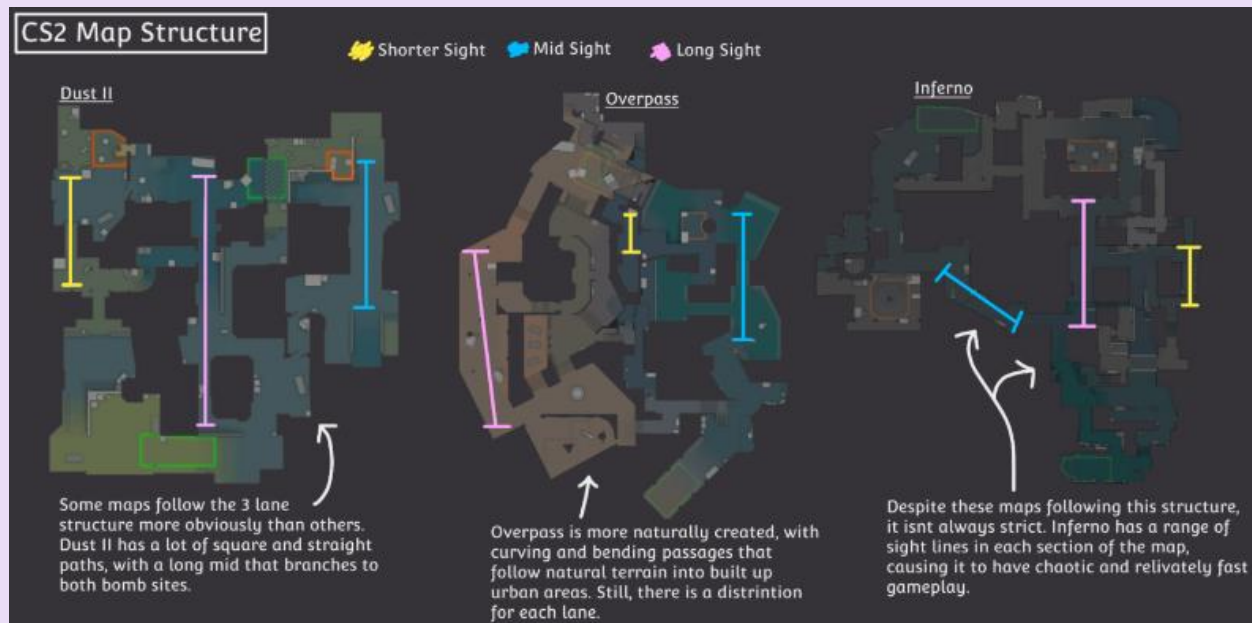 CS2 Map Structure
Shorter Sight
Mid Sight
Long Sight
Dust II
Overpass
Inferno
Some maps follow the 3 lane
structure more obviously than others.
Dust II has a lot of square and straight
paths, with a long mid that branches to
both bomb sites.
Overpass is more naturally created, with
curving and bending passages that
follow natural terrain into built up
urban areas. Still, there is a distrintion
for each lane.
Despite these maps following this structure,
it isnt always strict. Inferno has a range of
sight lines in each section of the map,
causing it to have chaotic and relivately fast
gameplay.